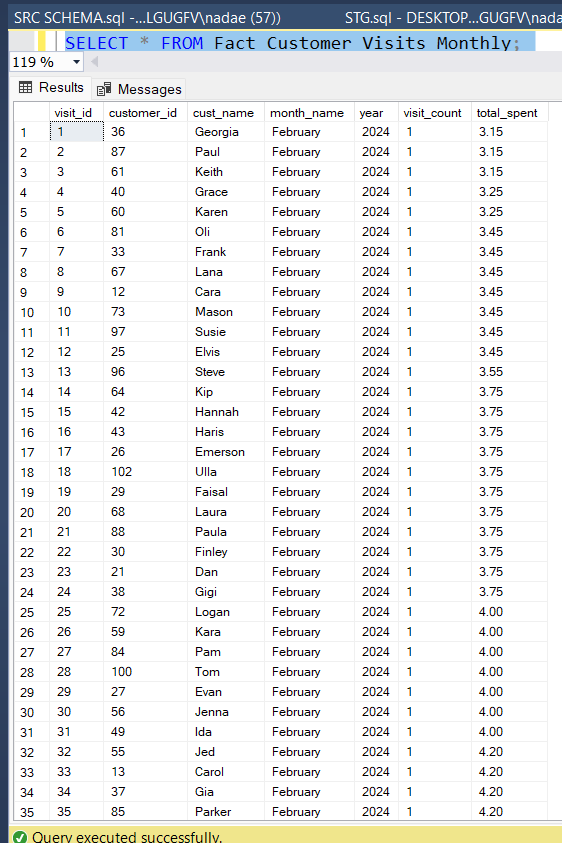 SRC SCHEMA.sql -...LGUGFV\nadae (57)) STG.sql - DESKTOP...GUGFV\nada
SELECT * FROM Fact_Customer_Visits_Monthly;
119 %
Results Messages
visit_id customer_id cust_name month_name year visit_count total_spent
1 1 36 Georgia February 2024 1 3.15
2 2 87 Paul February 2024 1 3.15
3 3 61 Keith February 2024 1 3.15
4 4 40 Grace February 2024 1 3.25
5 5 60 Karen February 2024 1 3.25
6 6 81 Oli February 2024 1 3.45
7 7 33 Frank February 2024 1 3.45
8 8 67 Lana February 2024 1 3.45
9 9 12 Cara February 2024 1 3.45
10 10 73 Mason February 2024 1 3.45
11 11 97 Susie February 2024 1 3.45
12 12 25 Elvis February 2024 1 3.45
13 13 96 Steve February 2024 1 3.55
14 14 64 Kip February 2024 1 3.75
15 15 42 Hannah February 2024 1 3.75
16 16 43 Haris February 2024 1 3.75
17 17 26 Emerson February 2024 1 3.75
18 18 102 Ulla February 2024 1 3.75
19 19 29 Faisal February 2024 1 3.75
20 20 68 Laura February 2024 1 3.75
21 21 88 Paula February 2024 1 3.75
22 22 30 Finley February 2024 1 3.75
23 23 21 Dan February 2024 1 3.75
24 24 38 Gigi February 2024 1 3.75
25 25 72 Logan February 2024 1 4.00
26 26 59 Kara February 2024 1 4.00
27 27 84 Pam February 2024 1 4.00
28 28 100 Tom February 2024 1 4.00
29 29 27 Evan February 2024 1 4.00
30 30 56 Jenna February 2024 1 4.00
31 31 49 Ida February 2024 1 4.00
32 32 55 Jed February 2024 1 4.20
33 33 13 Carol February 2024 1 4.20
34 34 37 Gia February 2024 1 4.20
35 35 85 Parker February 2024 1 4.20
Query executed successfully.